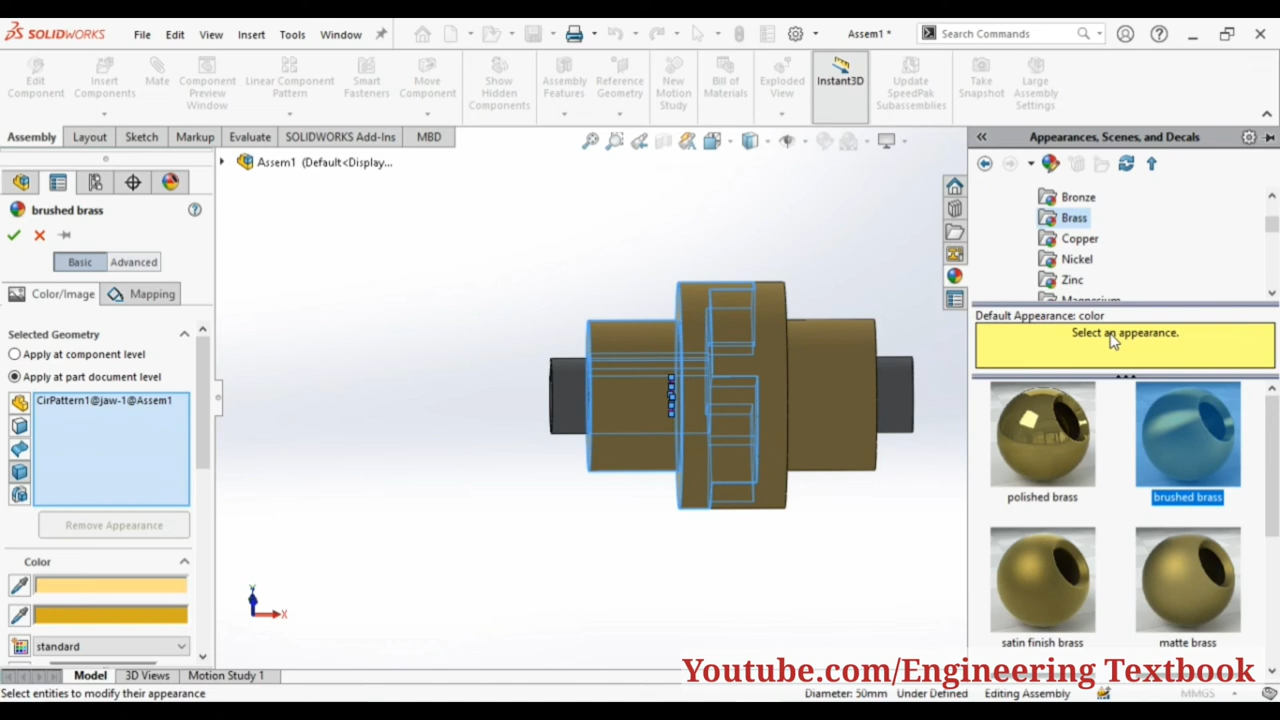 SOLIDWORKS File Edit View Insert Tools Window Assem1 * Search Commands
Edit Component
Insert Components
Mate
Component Preview Window
Linear Component Pattern
Smart Fasteners
Move Component
Show Hidden Components
Assembly Features
Reference Geometry
New Motion Study
Bill of Materials
Exploded View
Instant3D
Update SpeedPak Subassemblies
Take Snapshot
Large Assembly Settings
Assembly Layout Sketch Markup Evaluate SOLIDWORKS Add-Ins MBD
Assem1 (Default<Display...
brushed brass
Basic Advanced
Color/Image Mapping
Selected Geometry
Apply at component level
Apply at part document level
CirPattern1@jaw-1@Assem1
Remove Appearance
Color
standard
Y
X
Appearances, Scenes, and Decals
Bronze
Brass
Copper
Nickel
Zinc
Magnesium
Default Appearance: color
Select an appearance.
polished brass
brushed brass
satin finish brass
matte brass
Model 3D Views Motion Study 1
Youtube.com/Engineering Textbook
Select entities to modify their appearance
Diameter: 50mm Under Defined Editing Assembly MMGS